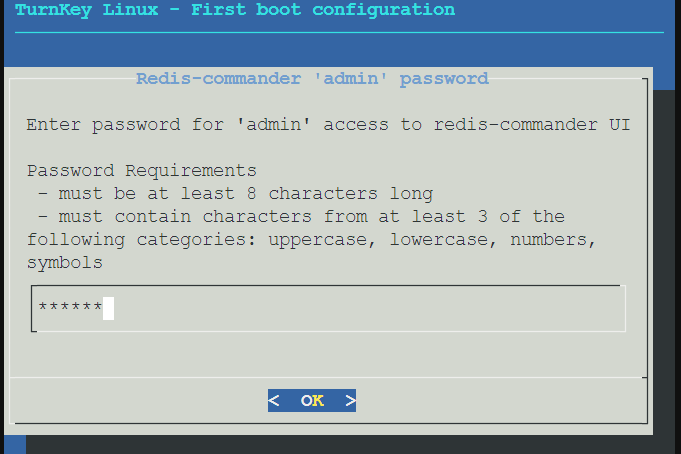 TurnKey Linux - First boot configuration
Redis-commander 'admin' password
Enter password for 'admin' access to redis-commander UI
Password Requirements
- must be at least 8 characters long
- must contain characters from at least 3 of the
following categories: uppercase, lowercase, numbers,
symbols
******
< OK >